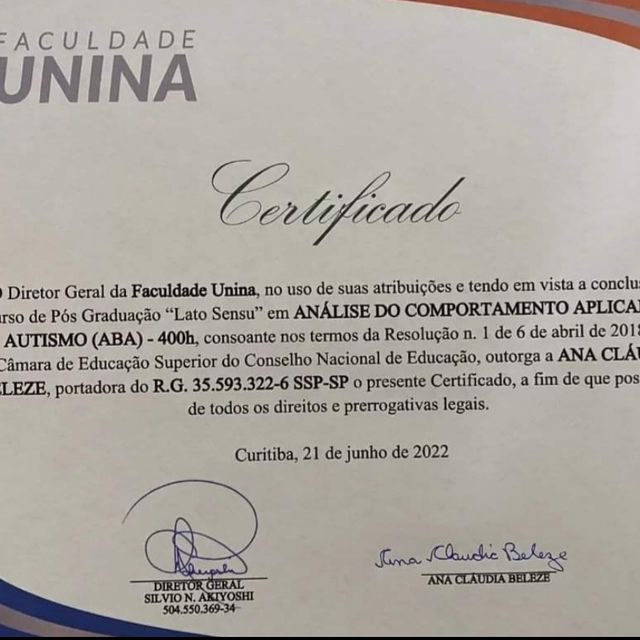 FACULDADE
UNINA
Certificado
O Diretor Geral da Faculdade Unina, no uso de suas atribuições e tendo em vista a conclus
urso de Pós Graduação “Lato Sensu” em ANÁLISE DO COMPORTAMENTO APLICA
AUTISMO (ABA) - 400h, consoante nos termos da Resolução n. 1 de 6 de abril de 2018
Câmara de Educação Superior do Conselho Nacional de Educação, outorga a ANA CLÁU
ELEZE, portadora do R.G. 35.593.322-6 SSP-SP o presente Certificado, a fim de que pos
de todos os direitos e prerrogativas legais.
Curitiba, 21 de junho de 2022
Ana Claudia Beleze
DIRETOR GERAL
SILVIO N. AKIYOSHI
504.550.369-34
ANA CLÁUDIA BELEZE